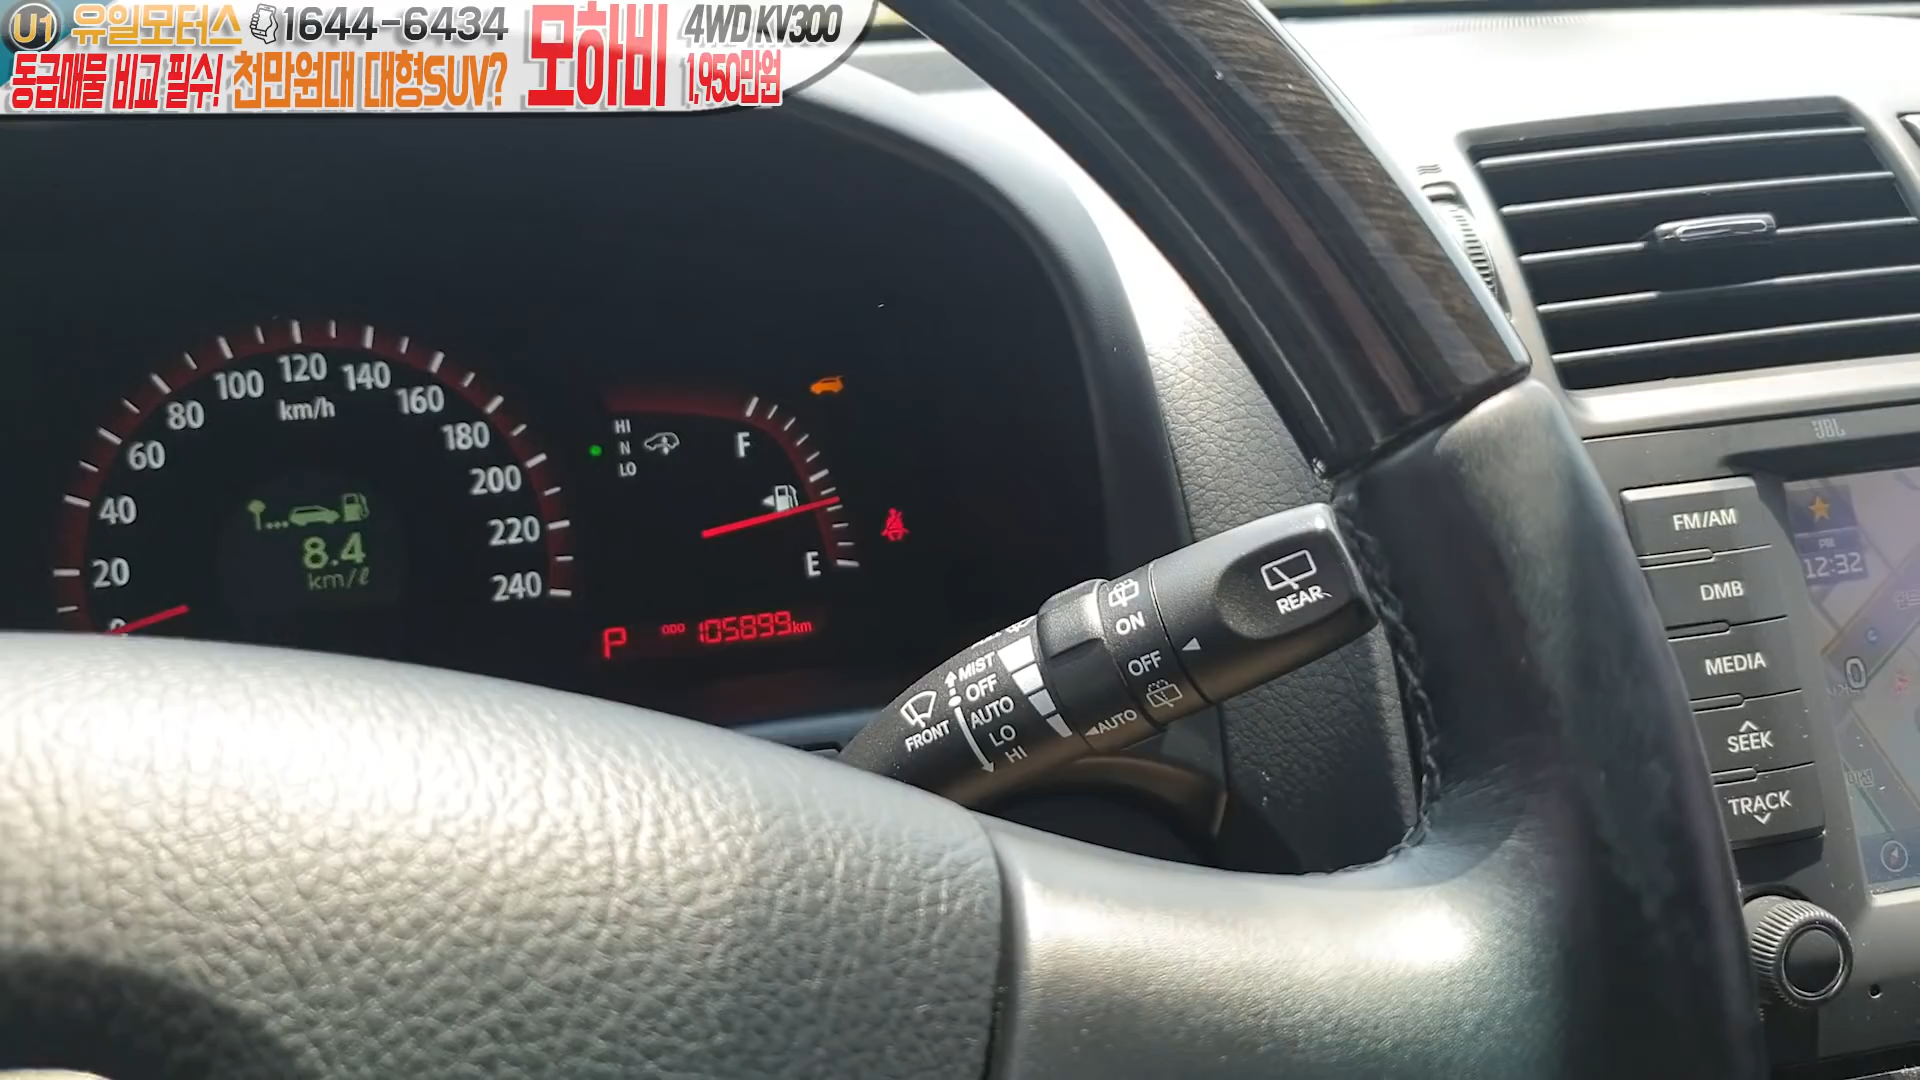 U1 유일모터스 1644-6434
동급매물 비교 필수! 천만원대 대형SUV?
모하비
4WD KV300
1,950만원
0
20
40
60
80
100
120
140
160
180
200
220
240
km/h
8.4
km/ℓ
HI
N
LO
F
E
P ODO 105899km
FRONT
MIST
OFF
AUTO
LO
HI
ON
OFF
AUTO
REAR
JBL
FM/AM
DMB
MEDIA
SEEK
TRACK
PM
12:32